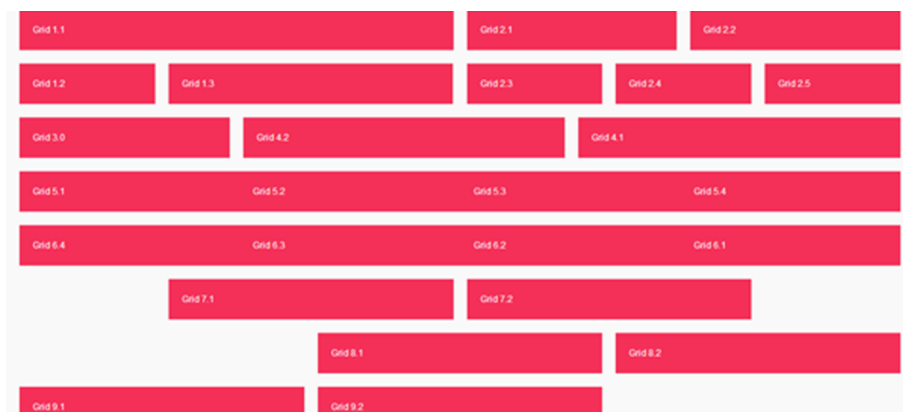 Grid 1.1 Grid 2.1 Grid 2.2
Grid 1.2 Grid 1.3 Grid 2.3 Grid 2.4 Grid 2.5
Grid 3.0 Grid 4.2 Grid 4.1
Grid 5.1 Grid 5.2 Grid 5.3 Grid 5.4
Grid 6.4 Grid 6.3 Grid 6.2 Grid 6.1
Grid 7.1 Grid 7.2
Grid 8.1 Grid 8.2
Grid 9.1 Grid 9.2